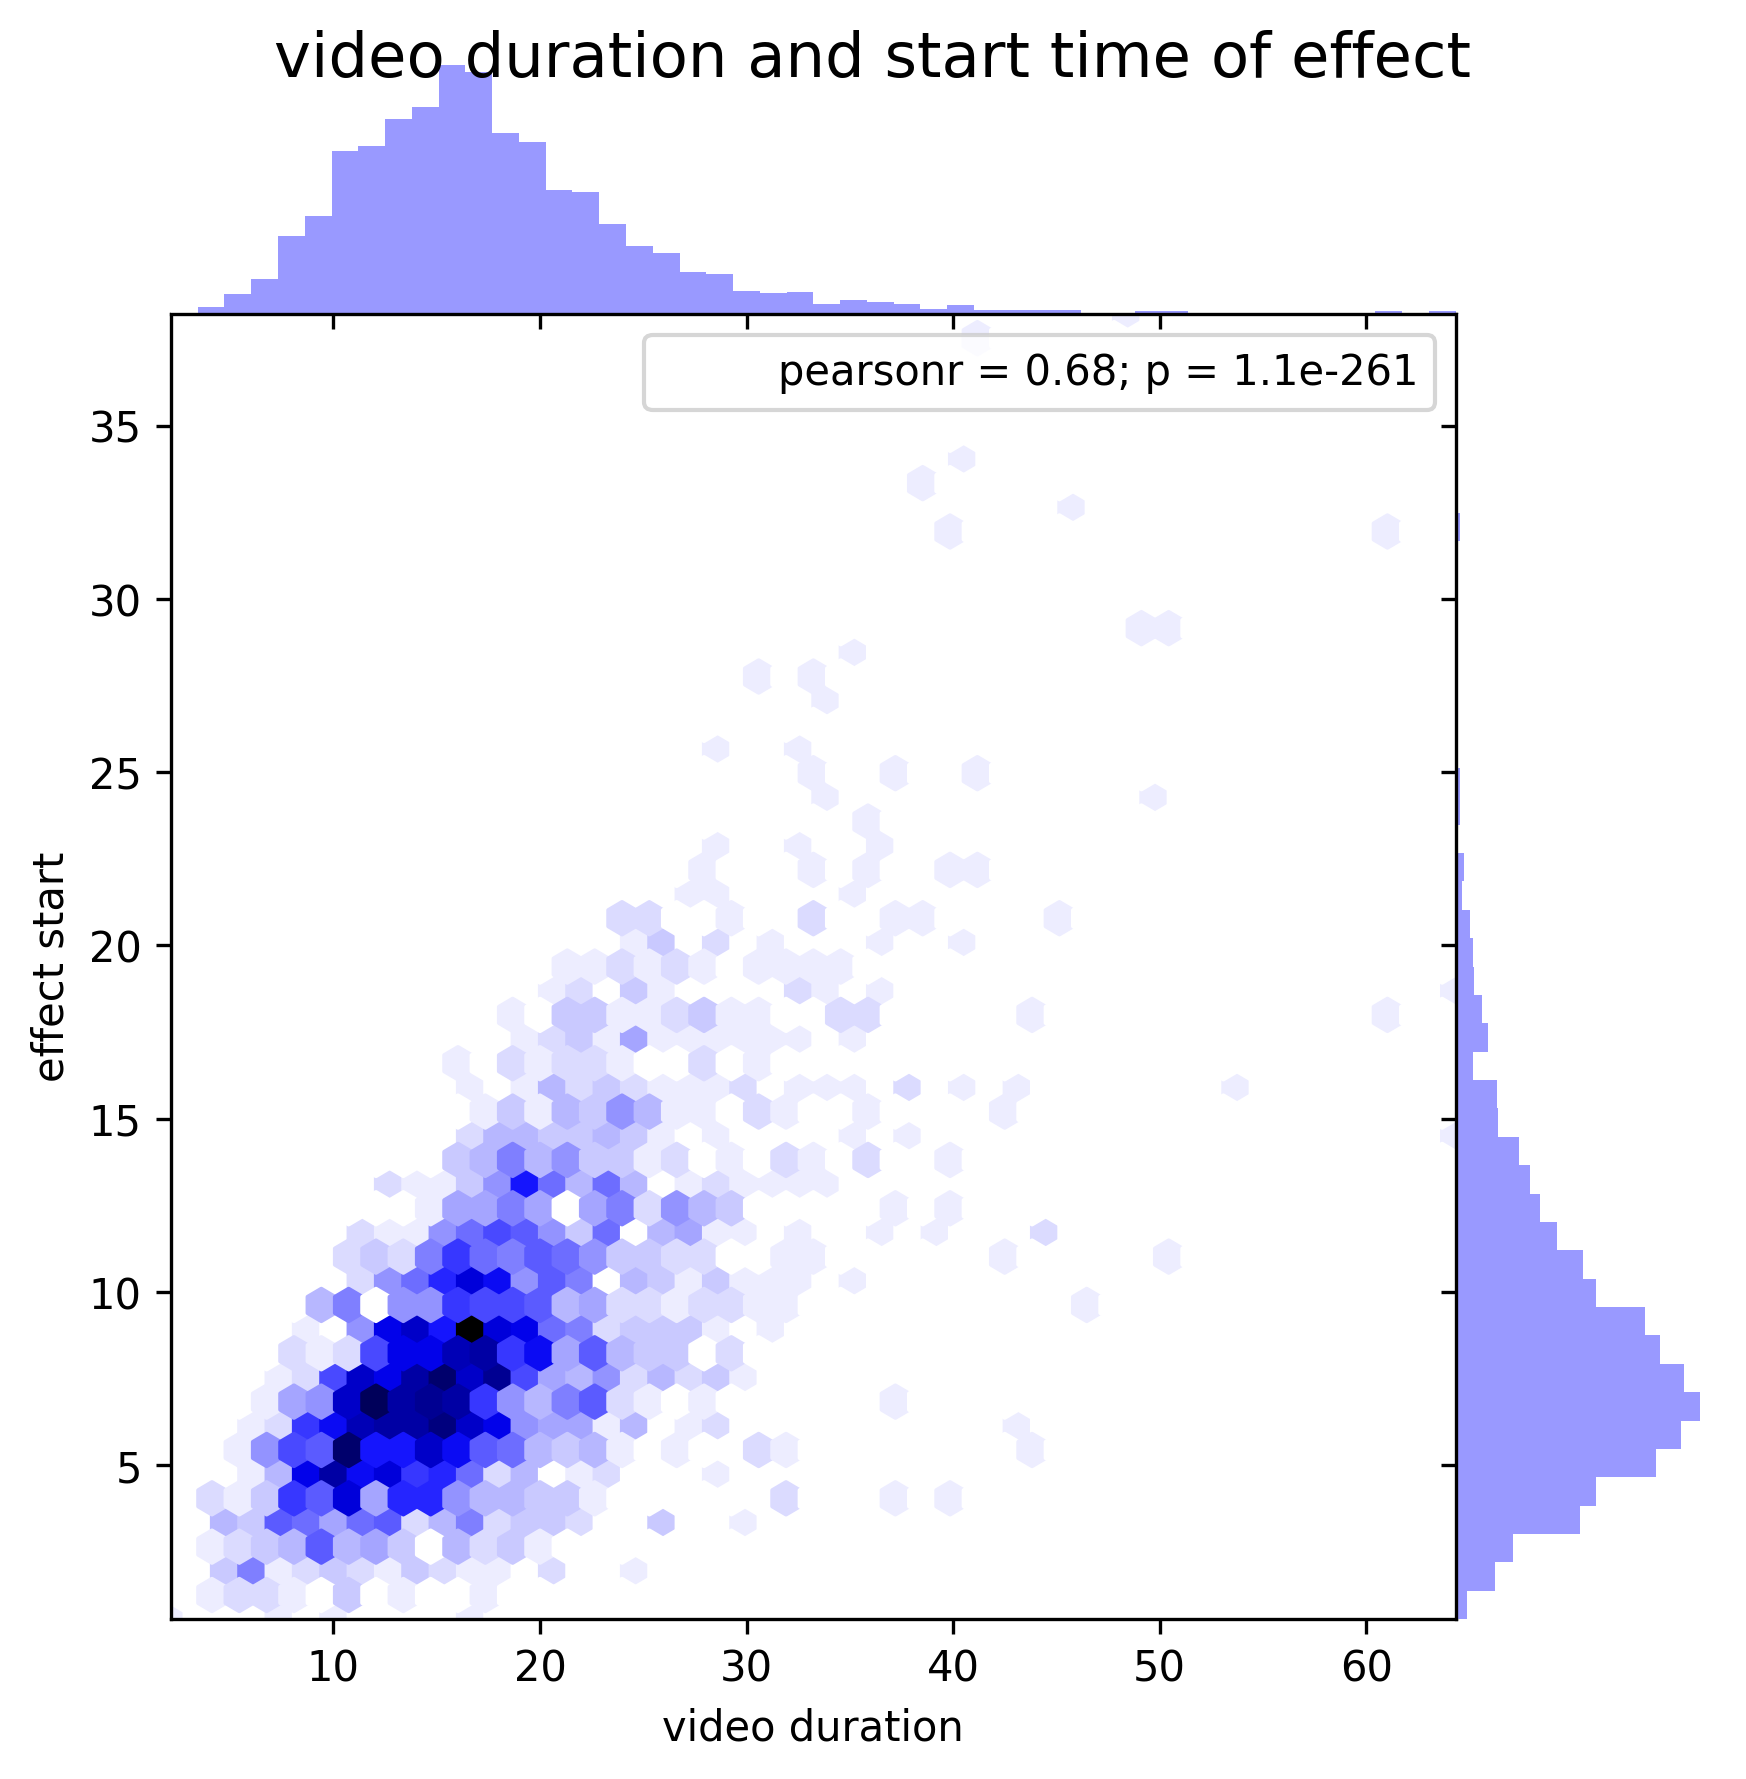 video duration and start time of effect
pearsonr = 0.68; p = 1.1e-261
35
30
25
20
15
10
5
effect start
10 20 30 40 50 60
video duration